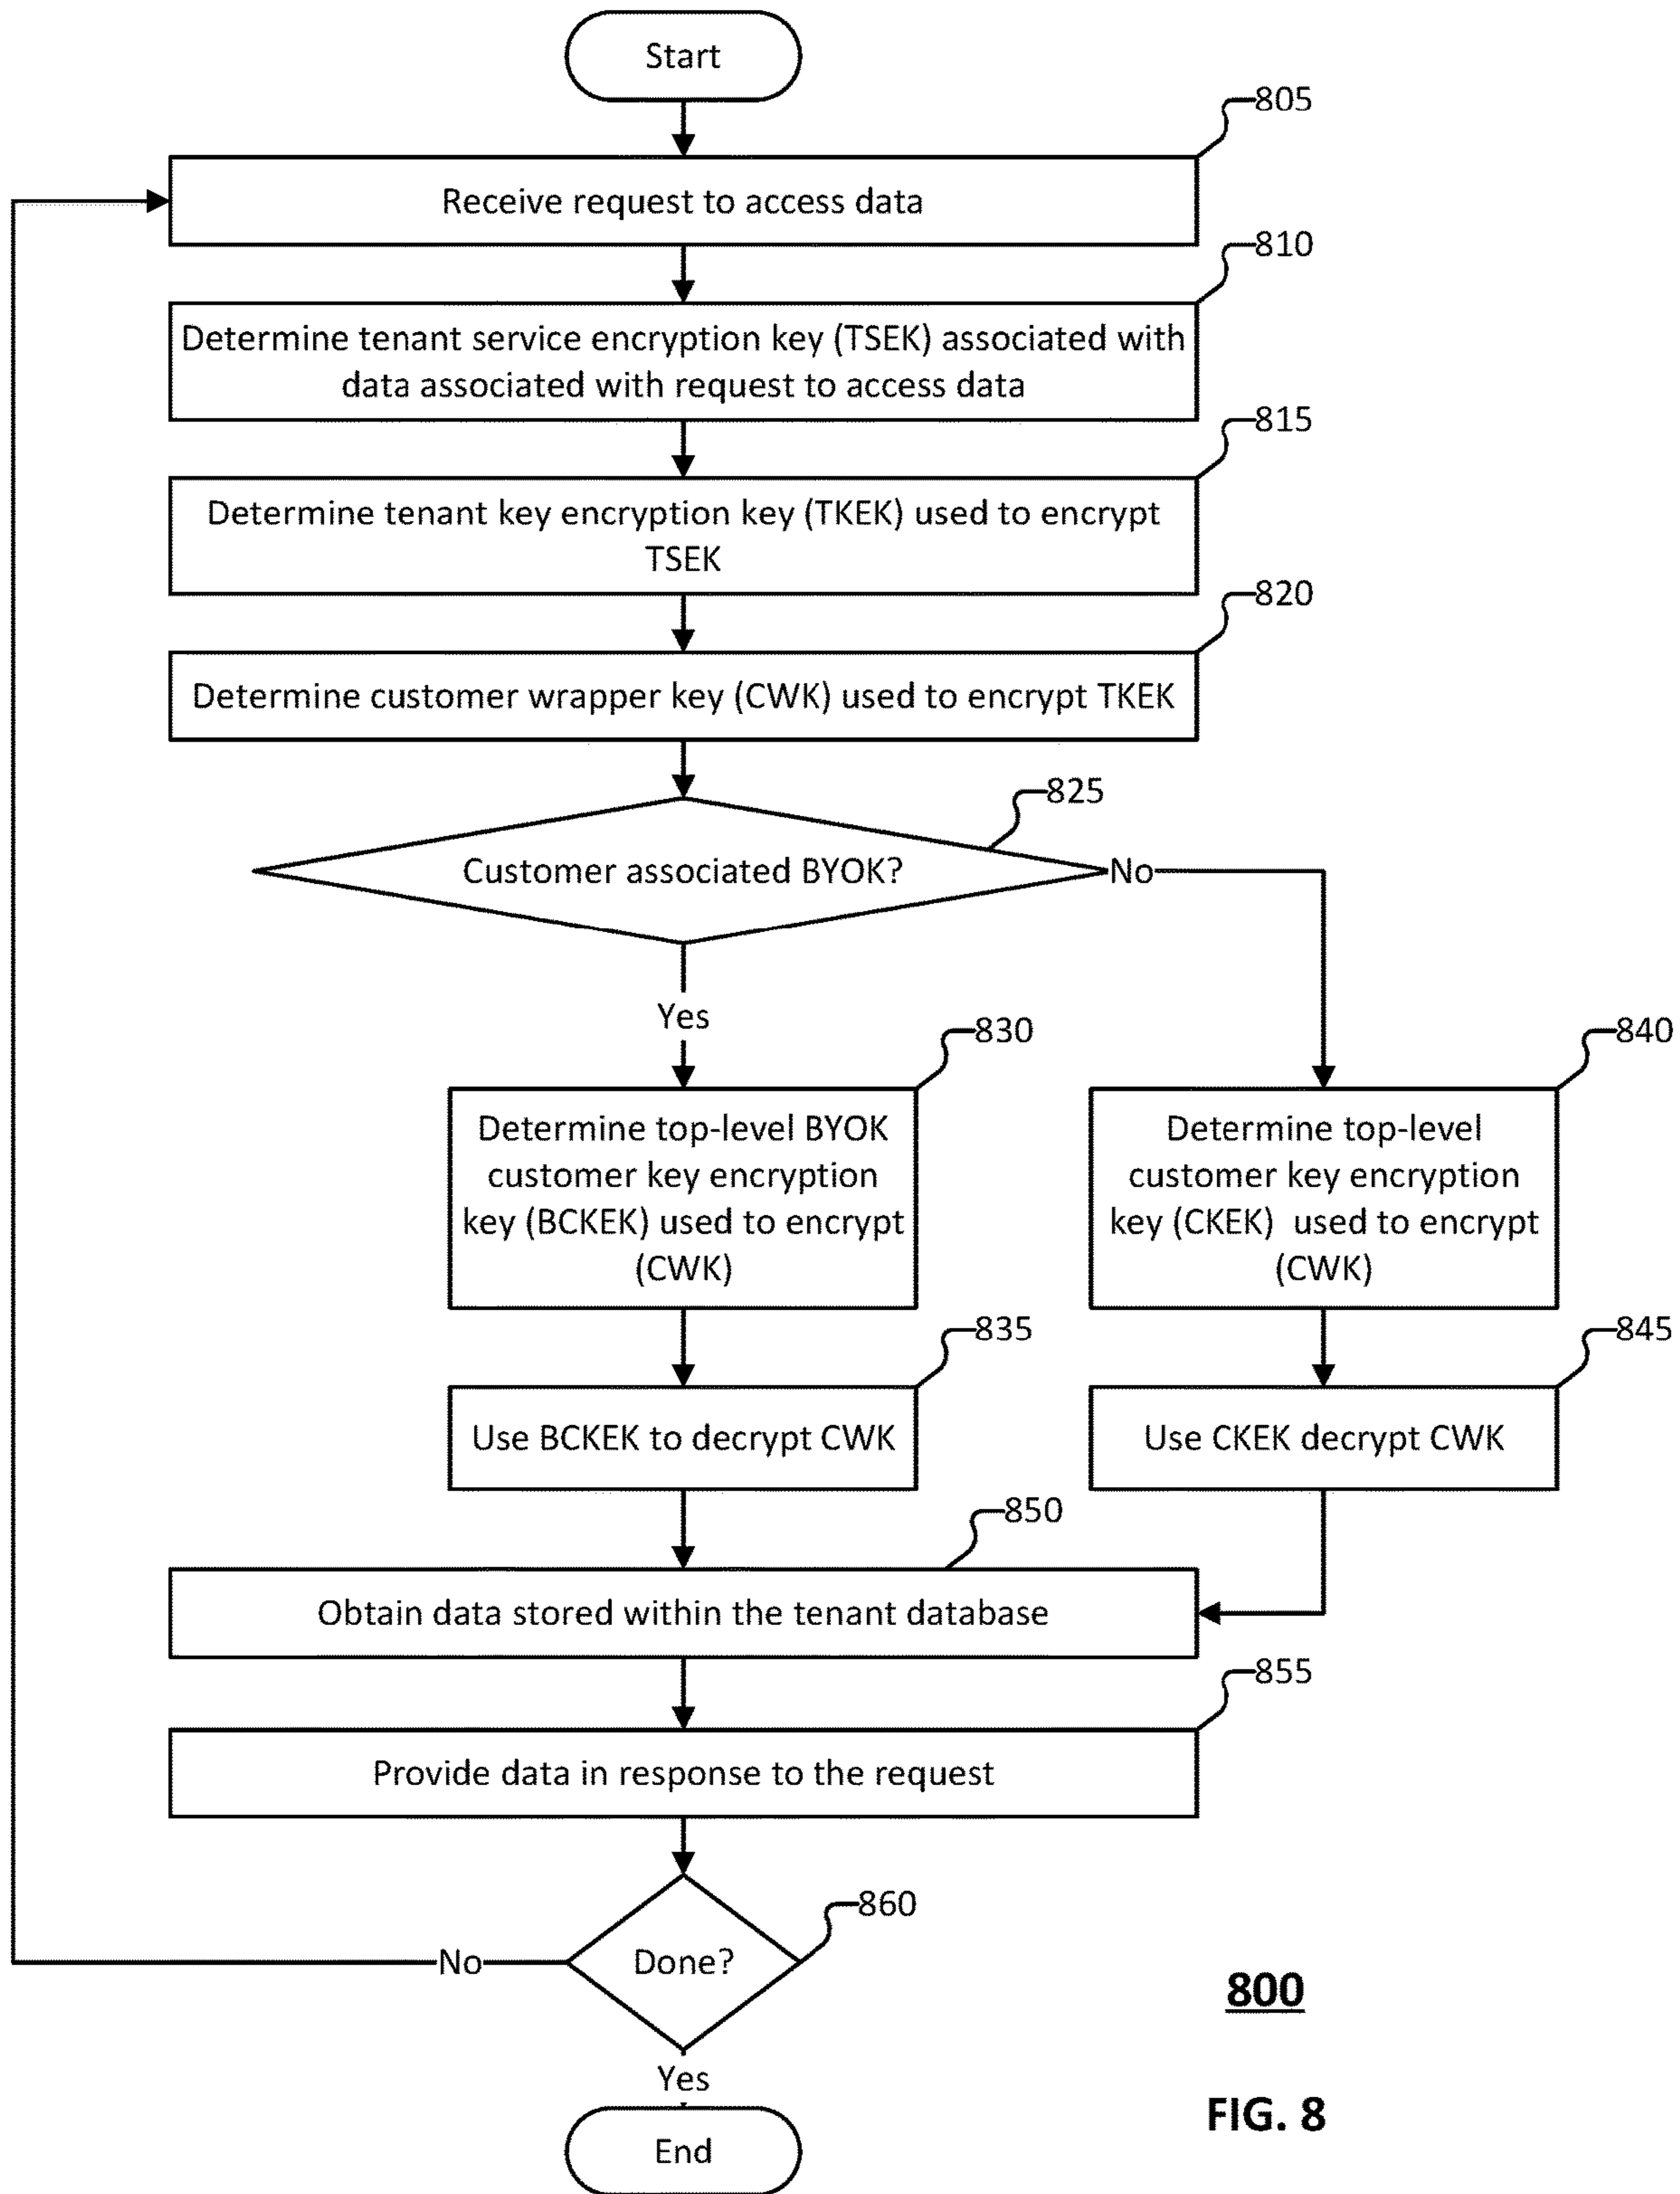 Start
805
Receive request to access data
810
Determine tenant service encryption key (TSEK) associated with
data associated with request to access data
815
Determine tenant key encryption key (TKEK) used to encrypt
TSEK
820
Determine customer wrapper key (CWK) used to encrypt TKEK
825
Customer associated BYOK?
No
Yes
830
Determine top-level BYOK
customer key encryption
key (BCKEK) used to encrypt
(CWK)
840
Determine top-level
customer key encryption
key (CKEK) used to encrypt
(CWK)
835
Use BCKEK to decrypt CWK
845
Use CKEK decrypt CWK
850
Obtain data stored within the tenant database
855
Provide data in response to the request
860
Done?
No
Yes
End
800
FIG. 8